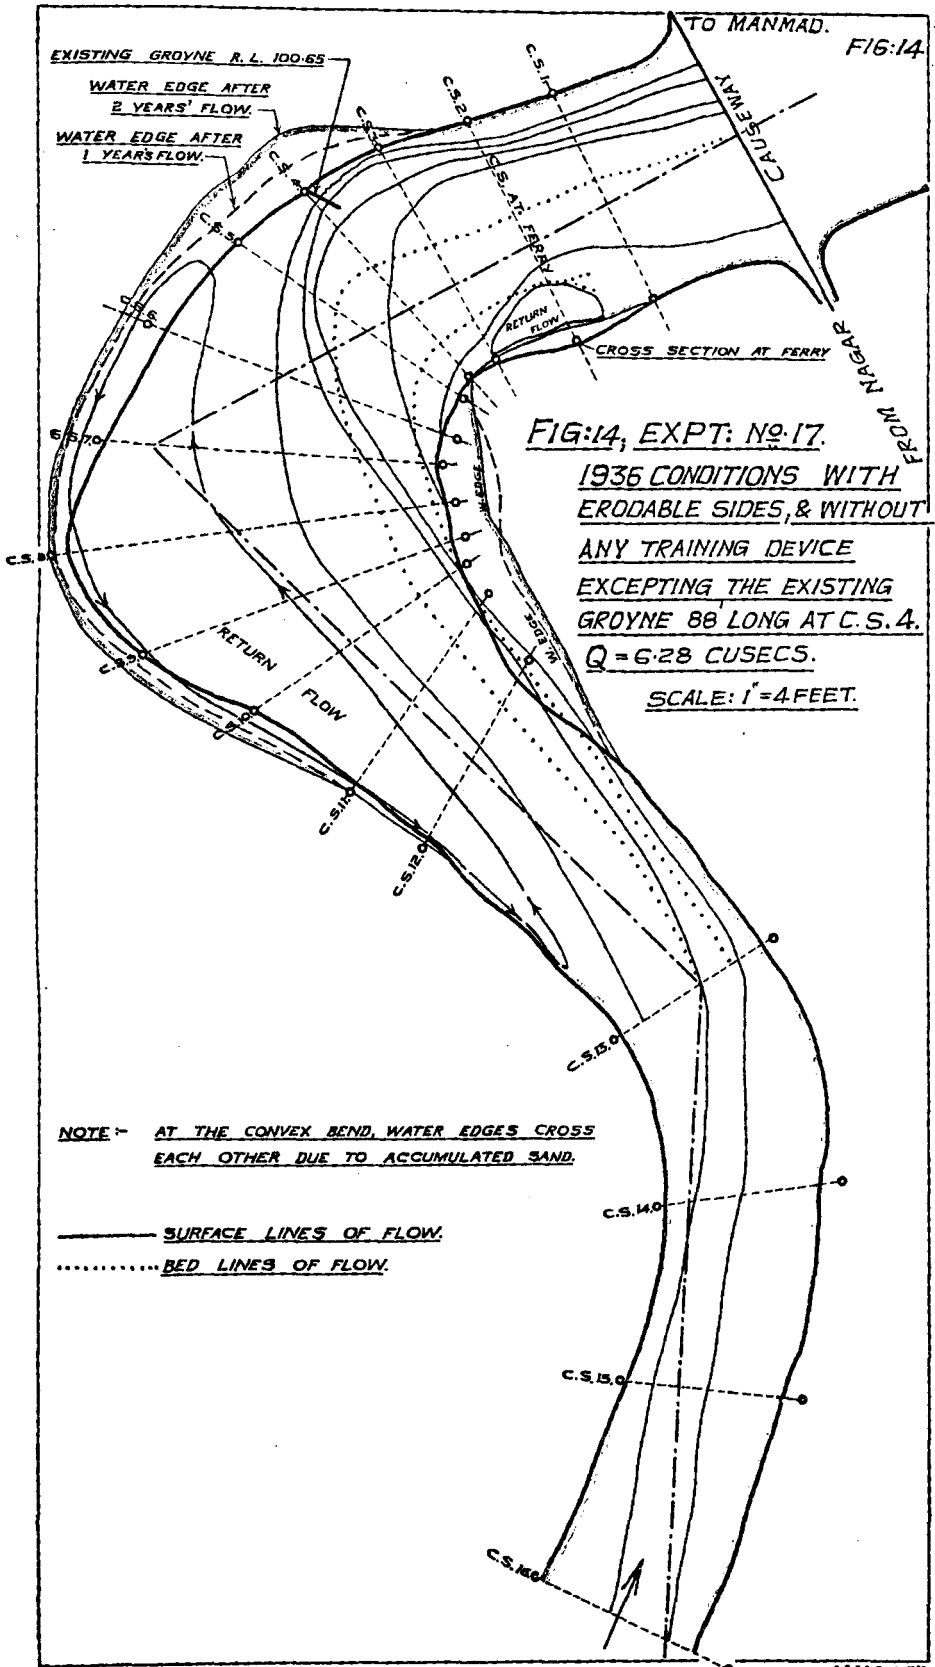 TO MANMAD.
FIG:14
EXISTING GROYNE R.L. 100.65
WATER EDGE AFTER
2 YEARS' FLOW.
WATER EDGE AFTER
1 YEAR'S FLOW.
C.S.1.
C.S.2.
C.S.3.
C.S.4.
C.S.5.
C.S.6.
C.S.7.
C.S.8
C.S.9.
C.S.10.
C.S.11.
C.S.12.
C.S.13.
C.S.14.
C.S.15.
C.S.16.
C.S. AT FERRY
CAUSEWAY
FROM NAGAR
RETURN
FLOW
CROSS SECTION AT FERRY
W. EDGE
W. EDGE
RETURN
FLOW
FIG:14, EXPT: No. 17.
1936 CONDITIONS WITH
ERODABLE SIDES, & WITHOUT
ANY TRAINING DEVICE
EXCEPTING THE EXISTING
GROYNE 88' LONG AT C.S.4.
Q = 6.28 CUSECS.
SCALE: 1" = 4 FEET.
NOTE:- AT THE CONVEX BEND, WATER EDGES CROSS
EACH OTHER DUE TO ACCUMULATED SAND.
SURFACE LINES OF FLOW.
BED LINES OF FLOW.